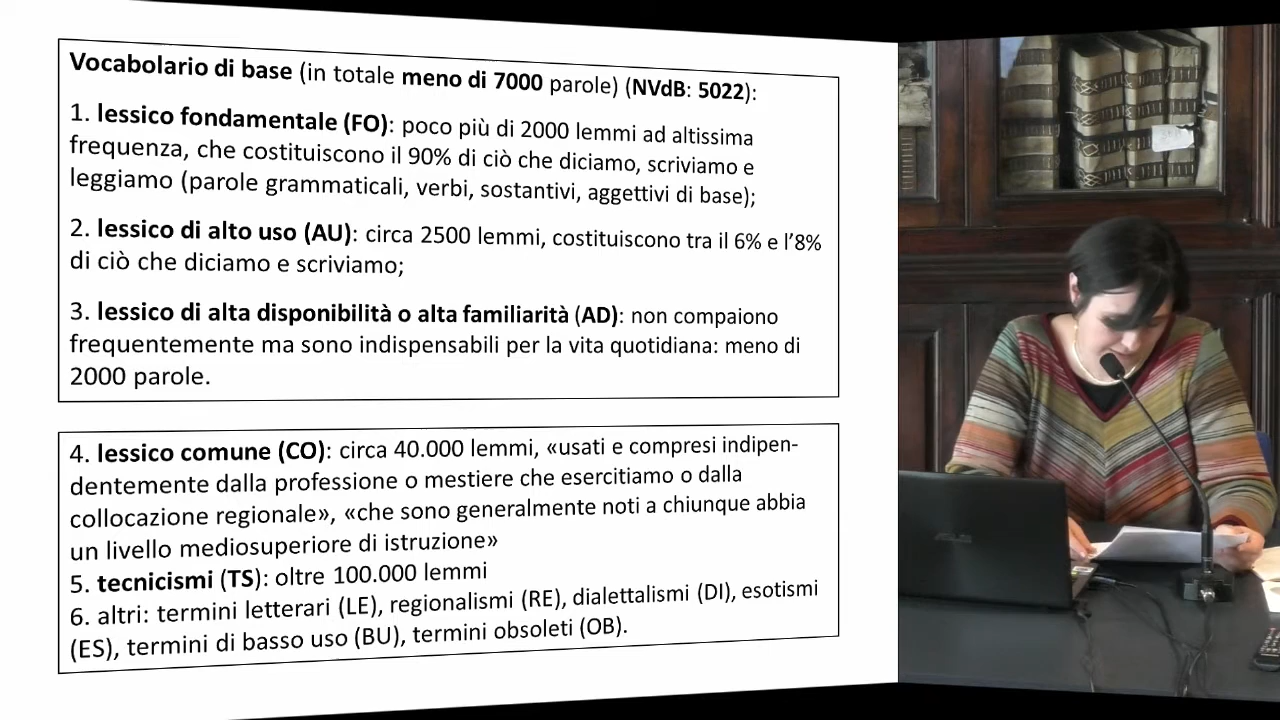 Vocabolario di base (in totale meno di 7000 parole) (NVdB: 5022):
1. lessico fondamentale (FO): poco più di 2000 lemmi ad altissima
frequenza, che costituiscono il 90% di ciò che diciamo, scriviamo e
leggiamo (parole grammaticali, verbi, sostantivi, aggettivi di base);
2. lessico di alto uso (AU): circa 2500 lemmi, costituiscono tra il 6% e l’8%
di ciò che diciamo e scriviamo;
3. lessico di alta disponibilità o alta familiarità (AD): non compaiono
frequentemente ma sono indispensabili per la vita quotidiana: meno di
2000 parole.
4. lessico comune (CO): circa 40.000 lemmi, «usati e compresi indipen-
dentemente dalla professione o mestiere che esercitiamo o dalla
collocazione regionale», «che sono generalmente noti a chiunque abbia
un livello mediosuperiore di istruzione»
5. tecnicismi (TS): oltre 100.000 lemmi
6. altri: termini letterari (LE), regionalismi (RE), dialettalismi (DI), esotismi
(ES), termini di basso uso (BU), termini obsoleti (OB).